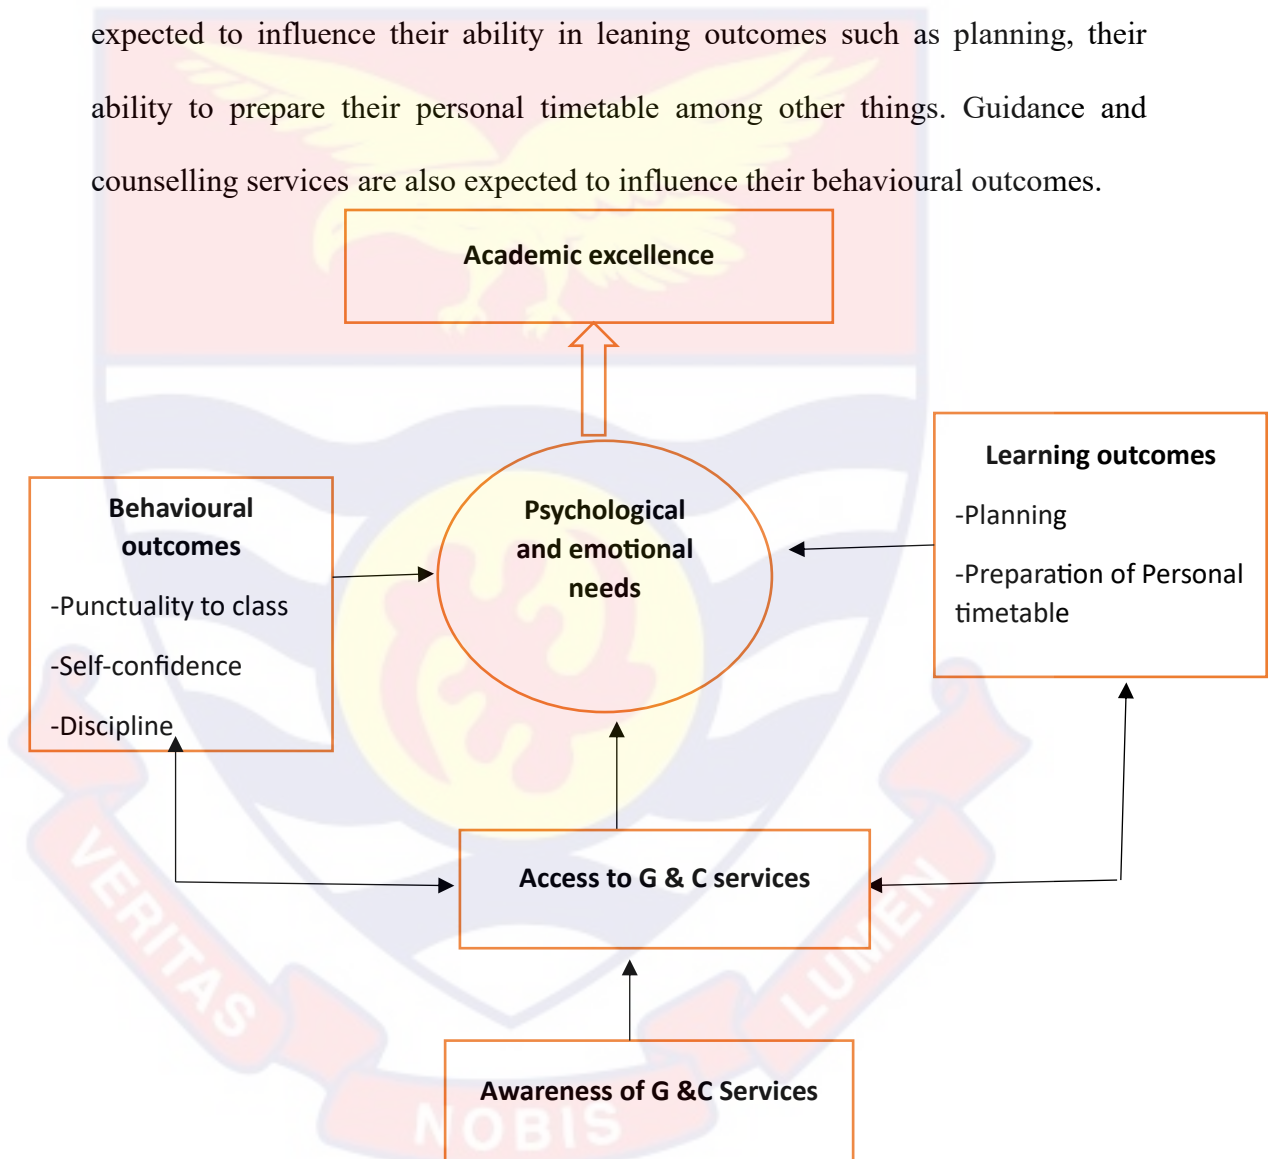 expected to influence their ability in leaning outcomes such as planning, their
ability to prepare their personal timetable among other things. Guidance and
counselling services are also expected to influence their behavioural outcomes.
Academic excellence
Behavioural
outcomes
-Punctuality to class
-Self-confidence
-Discipline
Psychological
and emotional
needs
Learning outcomes
-Planning
-Preparation of Personal
timetable
Access to G & C services
Awareness of G &C Services
VERITAS
NOBIS
LUMEN